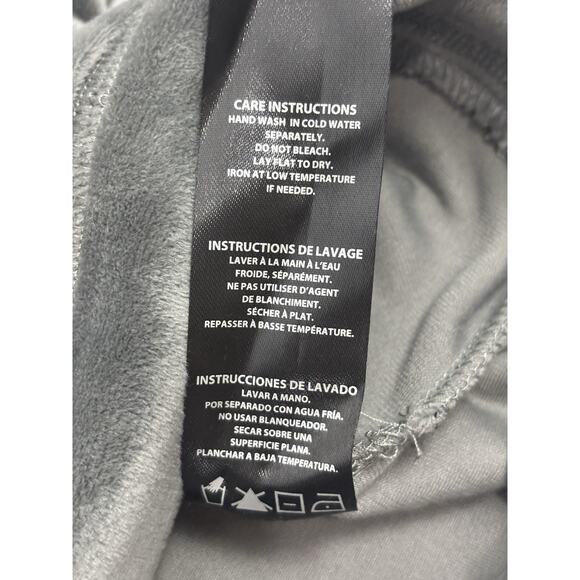 CARE INSTRUCTIONS
HAND WASH IN COLD WATER
SEPARATELY.
DO NOT BLEACH.
LAY FLAT TO DRY.
IRON AT LOW TEMPERATURE
IF NEEDED.
INSTRUCTIONS DE LAVAGE
LAVER À LA MAIN À L'EAU
FROIDE, SÉPARÉMENT.
NE PAS UTILISER D'AGENT
DE BLANCHIMENT.
SÉCHER À PLAT.
REPASSER À BASSE TEMPÉRATURE.
INSTRUCCIONES DE LAVADO
LAVAR A MANO.
POR SEPARADO CON AGUA FRÍA.
NO USAR BLANQUEADOR.
SECAR SOBRE UNA
SUPERFICIE PLANA.
PLANCHAR A BAJA TEMPERATURA.